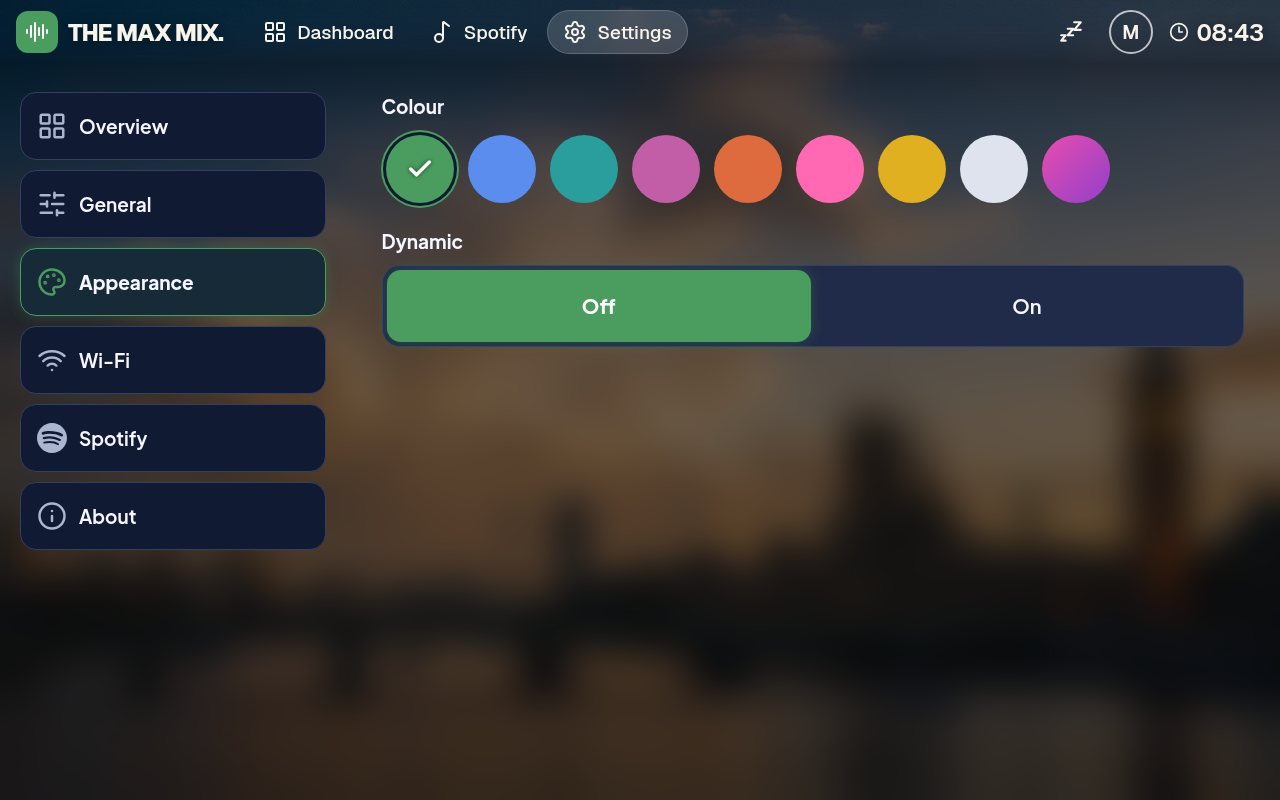 THE MAX MIX.
Dashboard
Spotify
Settings
M
08:43
Overview
General
Appearance
Wi-Fi
Spotify
About
Colour
Dynamic
Off
On